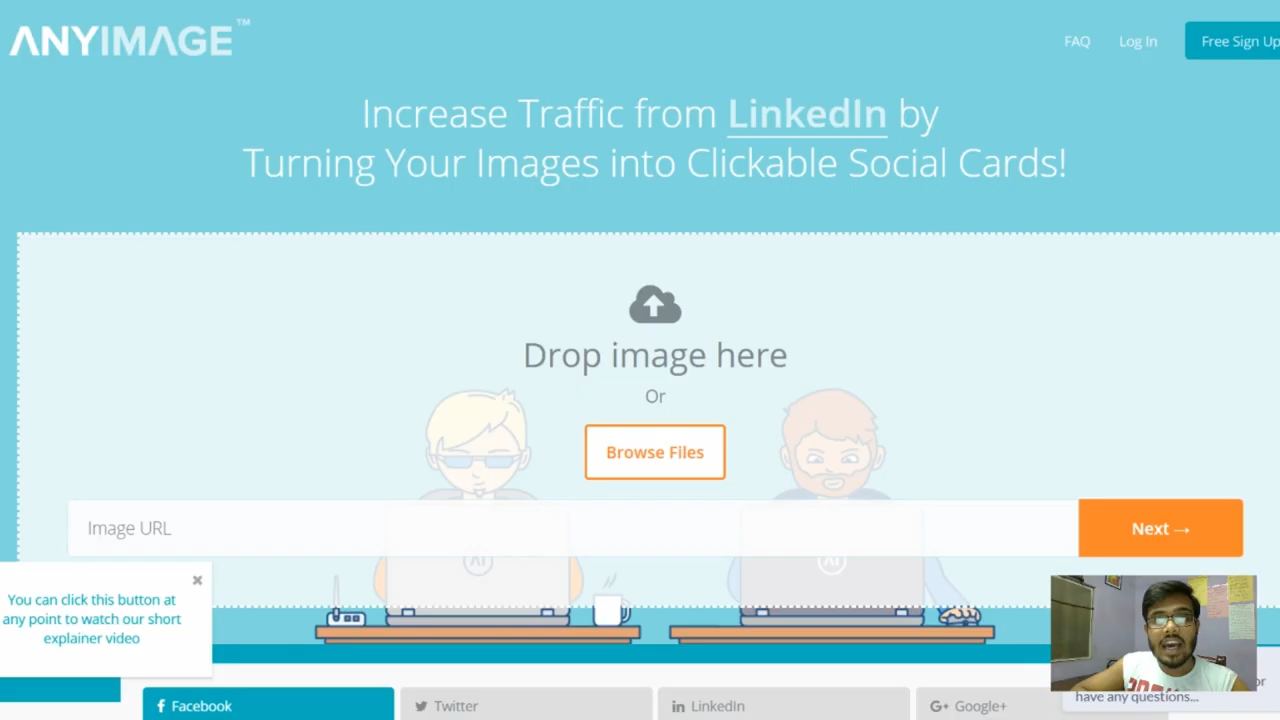 ANYIMAGE™
FAQ
Log In
Free Sign Up
Increase Traffic from LinkedIn by
Turning Your Images into Clickable Social Cards!
Drop image here
Or
Browse Files
Image URL
Next →
You can click this button at
any point to watch our short
explainer video
or
have any questions...
Facebook
Twitter
LinkedIn
G+ Google+